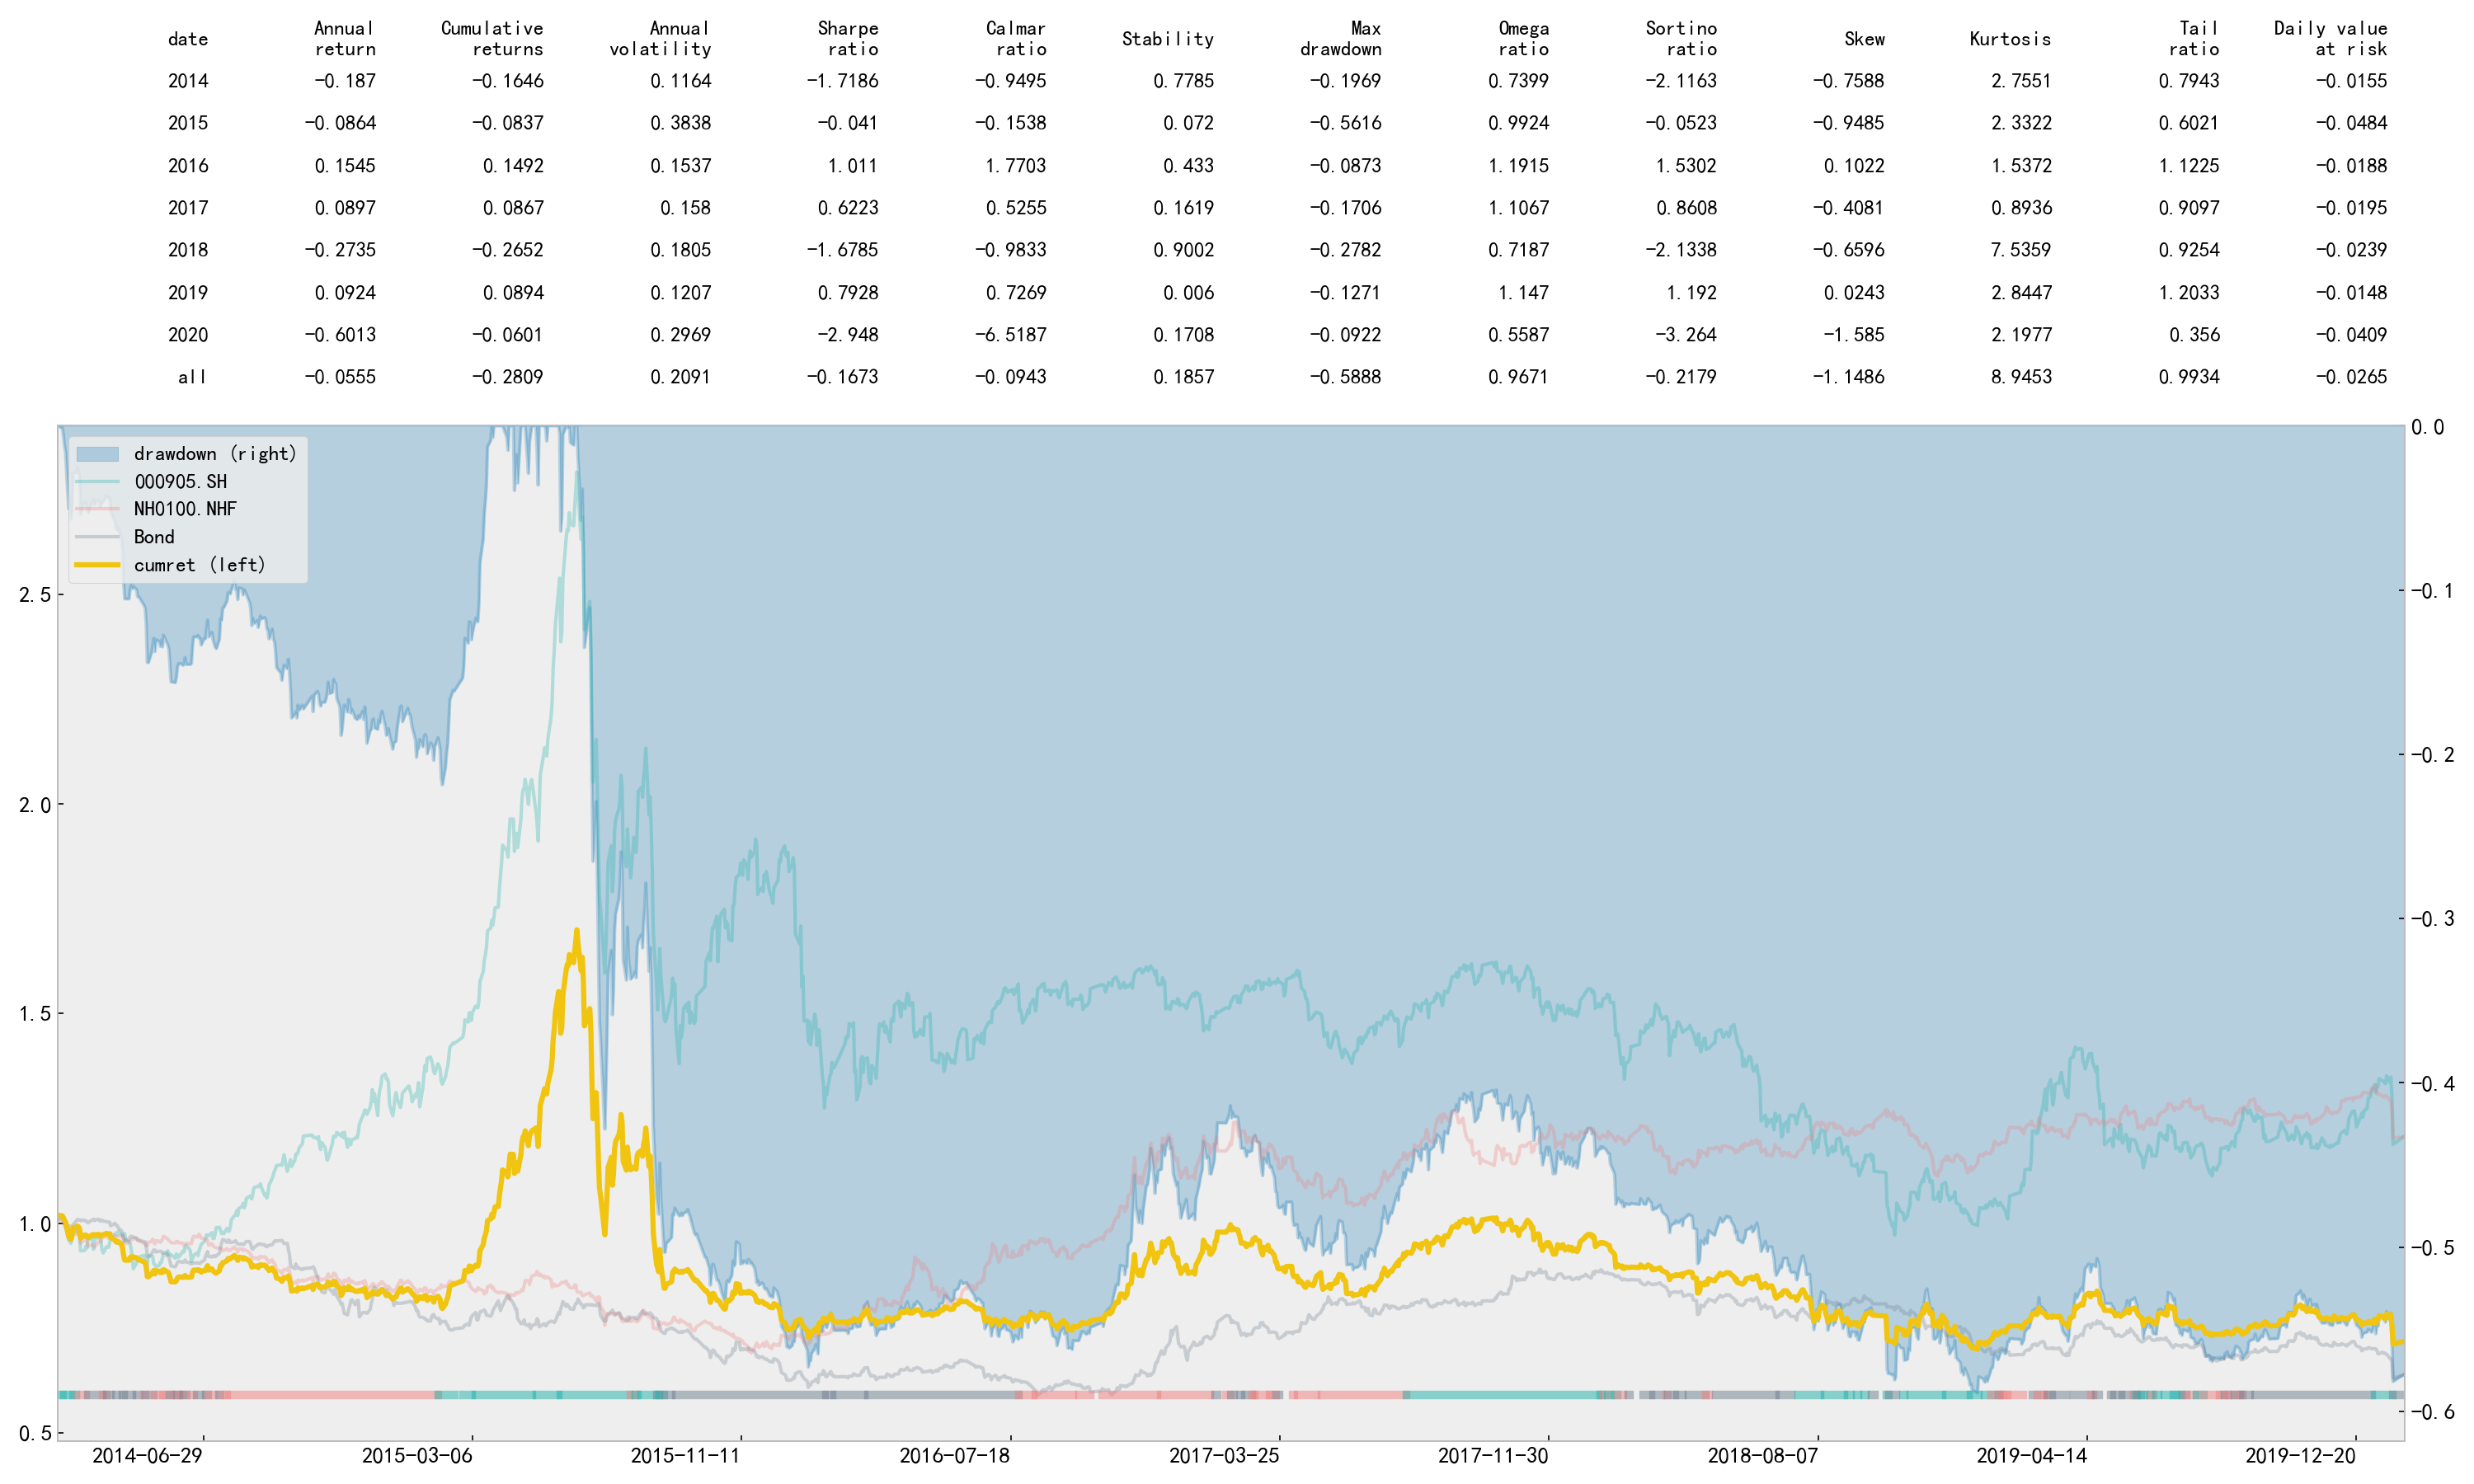 date Annual return Cumulative returns Annual volatility Sharpe ratio Calmar ratio Stability Max drawdown Omega ratio Sortino ratio Skew Kurtosis Tail ratio Daily value at risk
2014 −0.187 −0.1646 0.1164 −1.7186 −0.9495 0.7785 −0.1969 0.7399 −2.1163 −0.7588 2.7551 0.7943 −0.0155
2015 −0.0864 −0.0837 0.3838 −0.041 −0.1538 0.072 −0.5616 0.9924 −0.0523 −0.9485 2.3322 0.6021 −0.0484
2016 0.1545 0.1492 0.1537 1.011 1.7703 0.433 −0.0873 1.1915 1.5302 0.1022 1.5372 1.1225 −0.0188
2017 0.0897 0.0867 0.158 0.6223 0.5255 0.1619 −0.1706 1.1067 0.8608 −0.4081 0.8936 0.9097 −0.0195
2018 −0.2735 −0.2652 0.1805 −1.6785 −0.9833 0.9002 −0.2782 0.7187 −2.1338 −0.6596 7.5359 0.9254 −0.0239
2019 0.0924 0.0894 0.1207 0.7928 0.7269 0.006 −0.1271 1.147 1.192 0.0243 2.8447 1.2033 −0.0148
2020 −0.6013 −0.0601 0.2969 −2.948 −6.5187 0.1708 −0.0922 0.5587 −3.264 −1.585 2.1977 0.356 −0.0409
all −0.0555 −0.2809 0.2091 −0.1673 −0.0943 0.1857 −0.5888 0.9671 −0.2179 −1.1486 8.9453 0.9934 −0.0265
drawdown (right)
000905.SH
NH0100.NHF
Bond
cumret (left)
2.5
2.0
1.5
1.0
0.5
0.0
−0.1
−0.2
−0.3
−0.4
−0.5
−0.6
2014-06-29 2015-03-06 2015-11-11 2016-07-18 2017-03-25 2017-11-30 2018-08-07 2019-04-14 2019-12-20